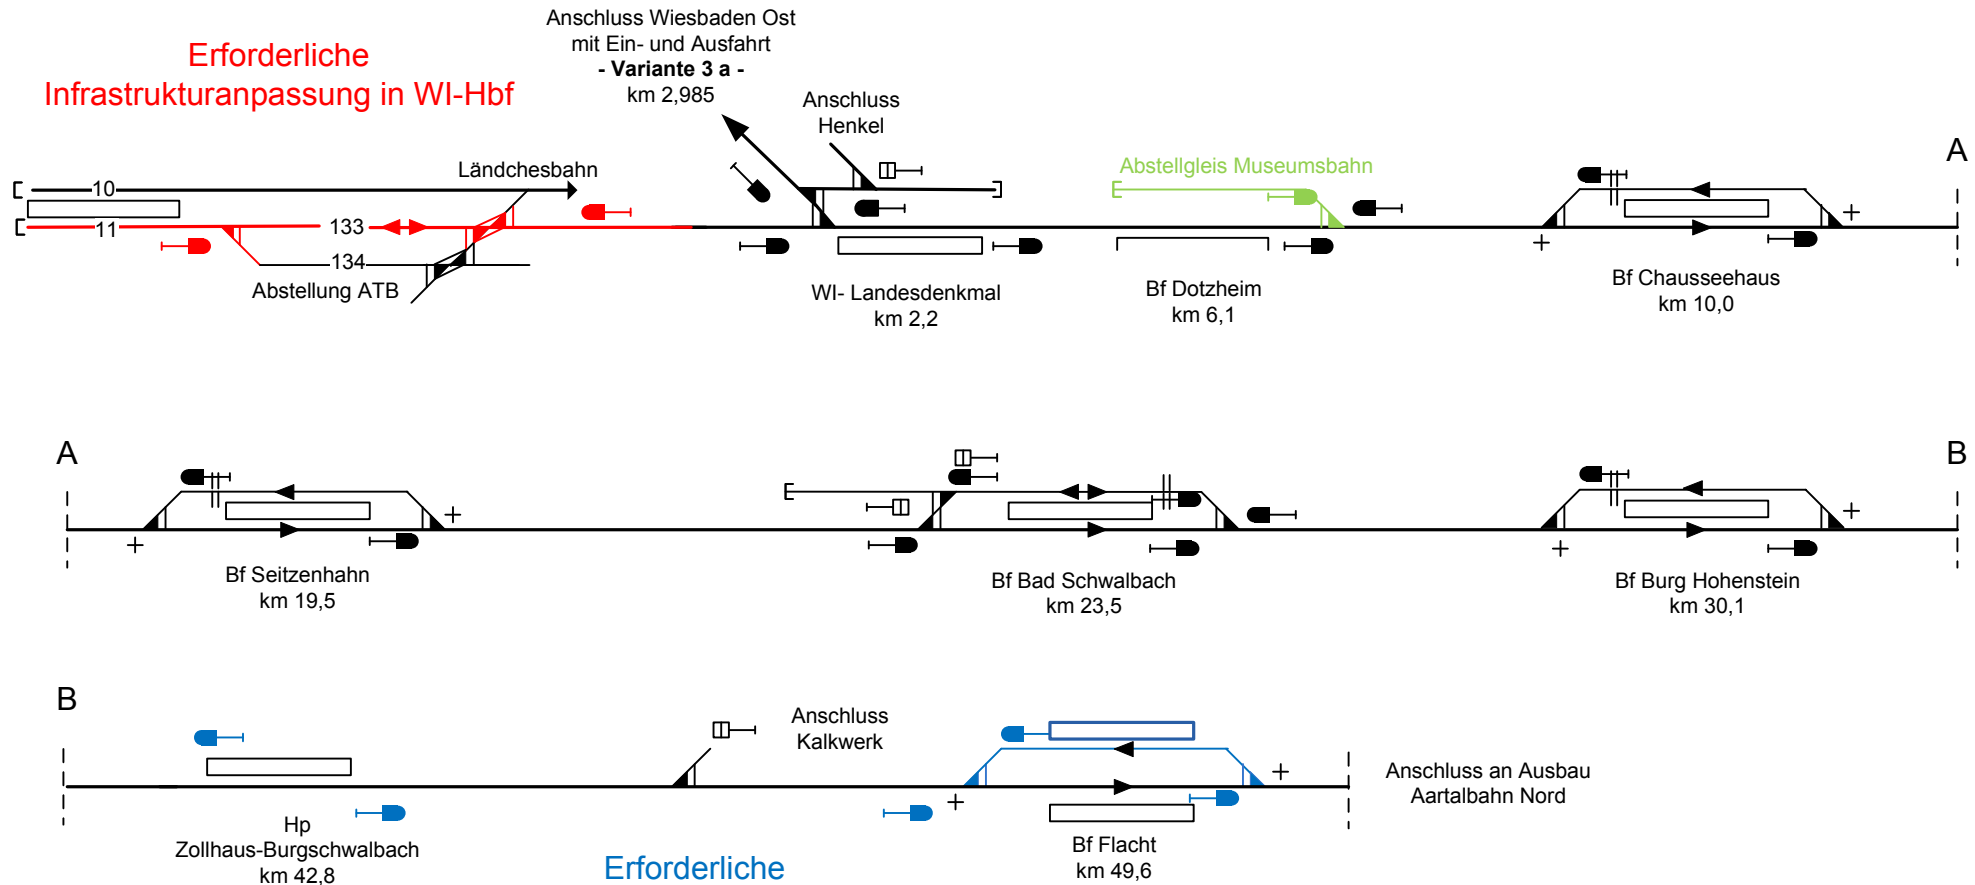 Anschluss Wiesbaden Ost
mit Ein- und Ausfahrt
- Variante 3 a -
km 2,985
Erforderliche
Infrastrukturanpassung in WI-Hbf
Anschluss
Henkel
A
Ländchesbahn
Abstellgleis Museumsbahn
10
11
133
134
Abstellung ATB
WI- Landesdenkmal
km 2,2
Bf Dotzheim
km 6,1
Bf Chausseehaus
km 10,0
A
B
Bf Seitzenhahn
km 19,5
Bf Bad Schwalbach
km 23,5
Bf Burg Hohenstein
km 30,1
B
Anschluss
Kalkwerk
Anschluss an Ausbau
Aartalbahn Nord
Hp
Zollhaus-Burgschwalbach
km 42,8
Erforderliche
Bf Flacht
km 49,6